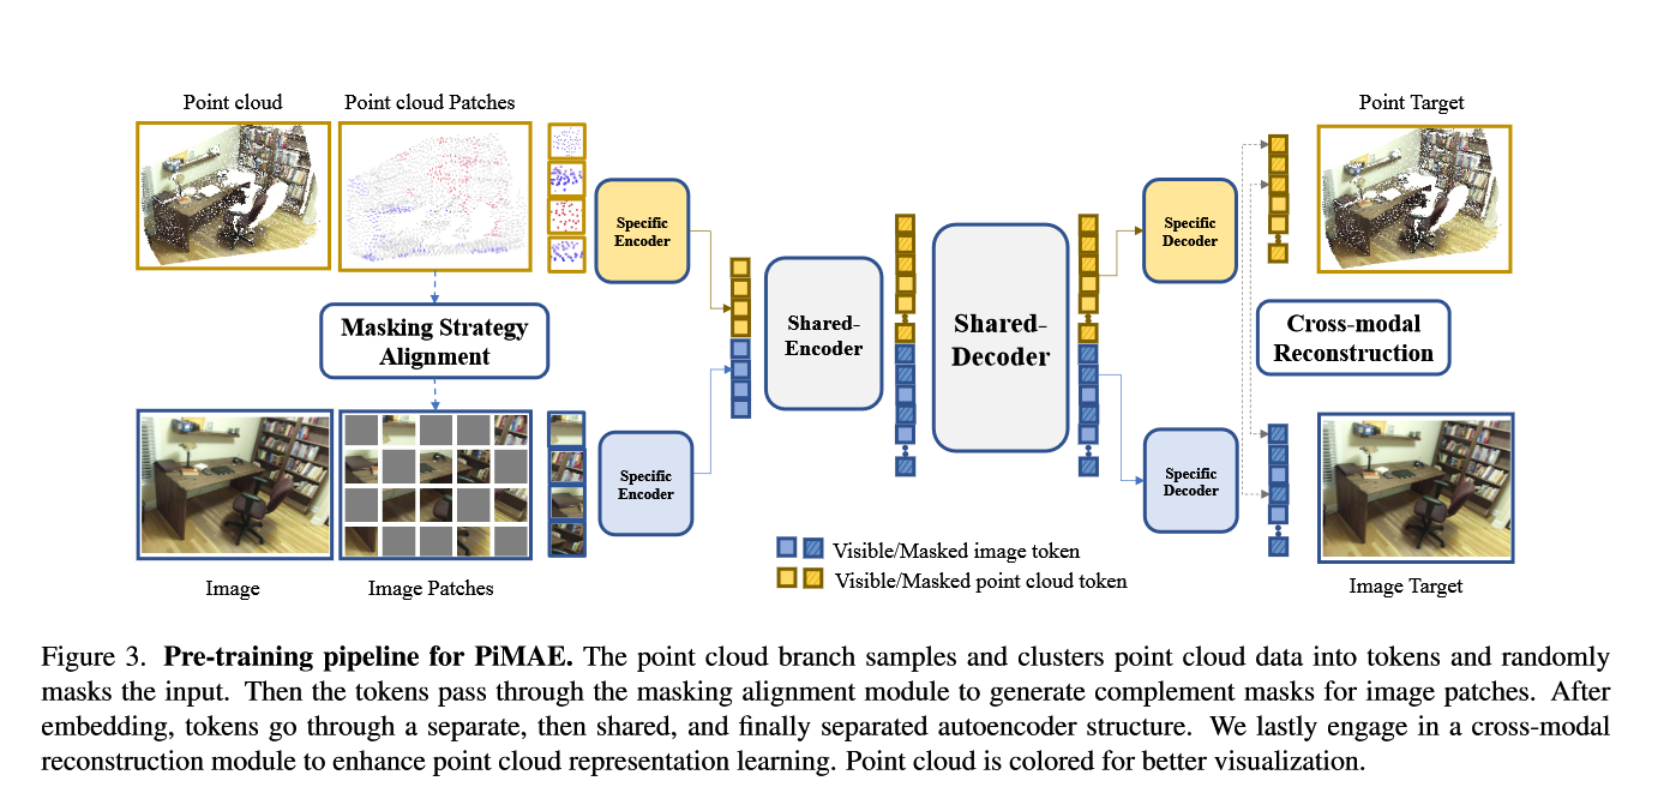 Point cloud
Point cloud Patches
Point Target
Specific
Encoder
Specific
Decoder
Masking Strategy
Alignment
Shared-
Encoder
Shared-
Decoder
Cross-modal
Reconstruction
Specific
Encoder
Specific
Decoder
Visible/Masked image token
Visible/Masked point cloud token
Image
Image Patches
Image Target
Figure 3. Pre-training pipeline for PiMAE. The point cloud branch samples and clusters point cloud data into tokens and randomly
masks the input. Then the tokens pass through the masking alignment module to generate complement masks for image patches. After
embedding, tokens go through a separate, then shared, and finally separated autoencoder structure. We lastly engage in a cross-modal
reconstruction module to enhance point cloud representation learning. Point cloud is colored for better visualization.